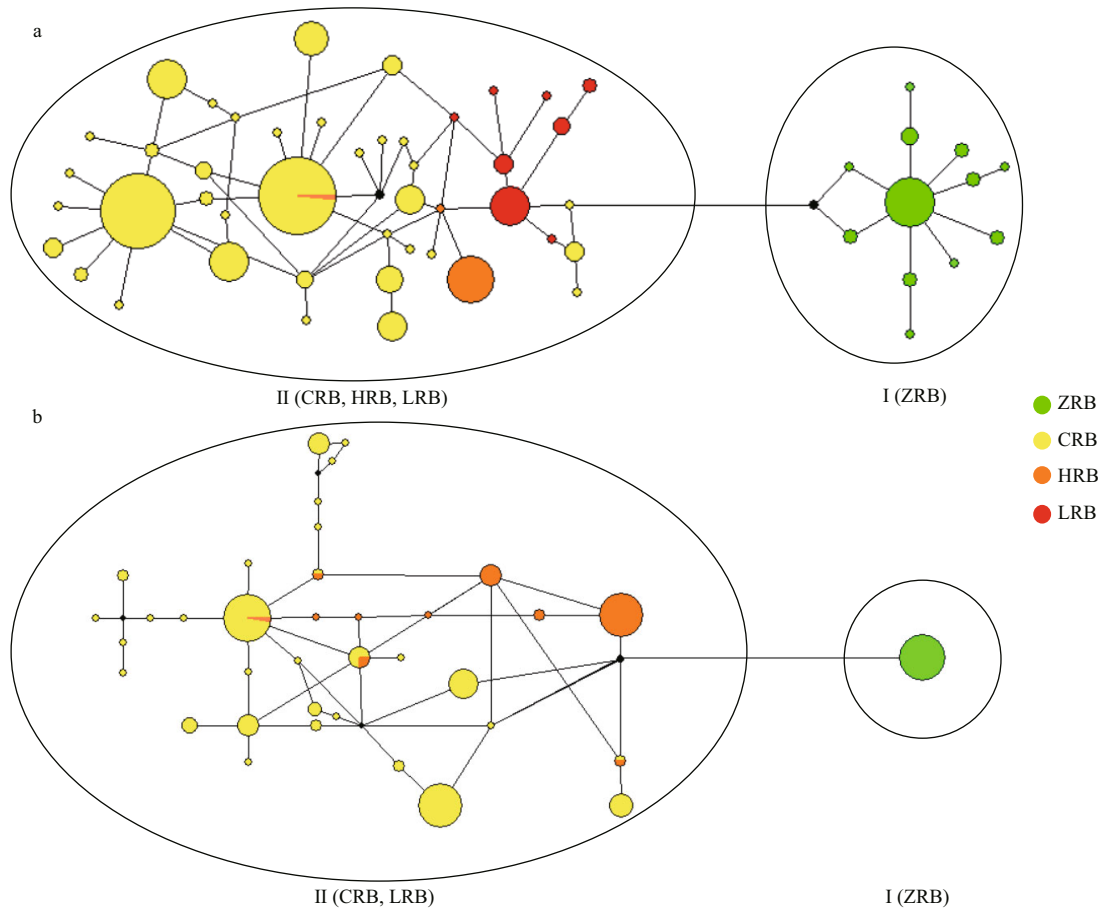 a
II (CRB, HRB, LRB)
I (ZRB)
b
ZRB
CRB
HRB
LRB
II (CRB, LRB)
I (ZRB)